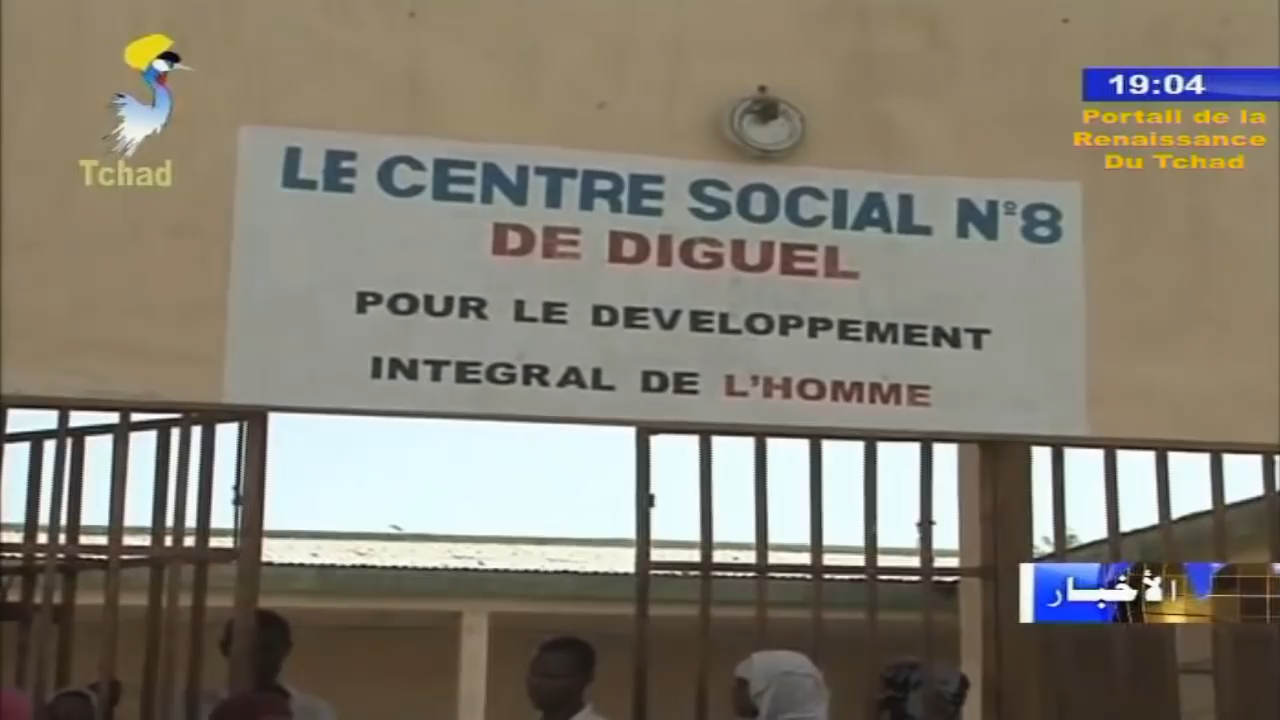 Tchad
19:04
Portall de la
Renaissance
Du Tchad
LE CENTRE SOCIAL Nº8
DE DIGUEL
POUR LE DEVELOPPEMENT
INTEGRAL DE L'HOMME
الأخبار